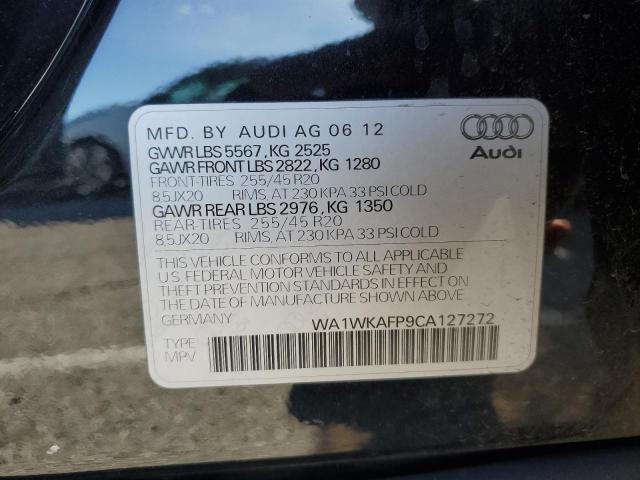 MFD. BY AUDI AG 06 12
GWWR LBS 5567, KG 2525
GAWR FRONT LBS 2822, KG 1280
FRONT-TIRES 255/45 R20
8.5JX20 RIMS, AT 230 KPA 33 PSI COLD
GAWR REAR LBS 2976, KG 1350
REAR-TIRES 255/45 R20
8.5JX20 RIMS, AT 230 KPA 33 PSI COLD
THIS VEHICLE CONFORMS TO ALL APPLICABLE
U.S. FEDERAL MOTOR VEHICLE SAFETY AND
THEFT PREVENTION STANDARDS IN EFFECT ON
THE DATE OF MANUFACTURE SHOWN ABOVE.
GERMANY WA1WKAFP9CA127272
TYPE
MPV
Audi